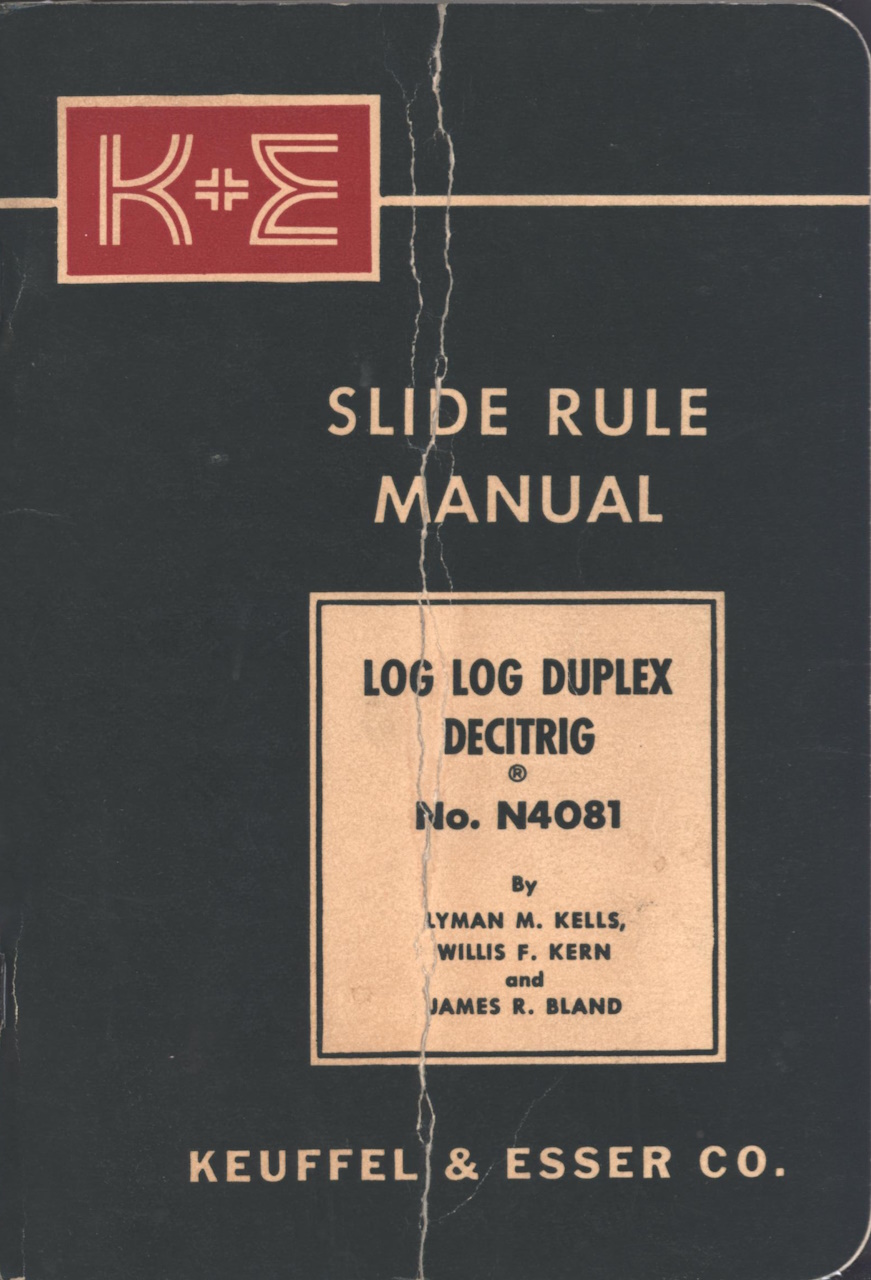 K+E
SLIDE RULE
MANUAL
LOG LOG DUPLEX
DECITRIG
®
No. N4081
By
LYMAN M. KELLS,
WILLIS F. KERN
and
JAMES R. BLAND
KEUFFEL & ESSER CO.